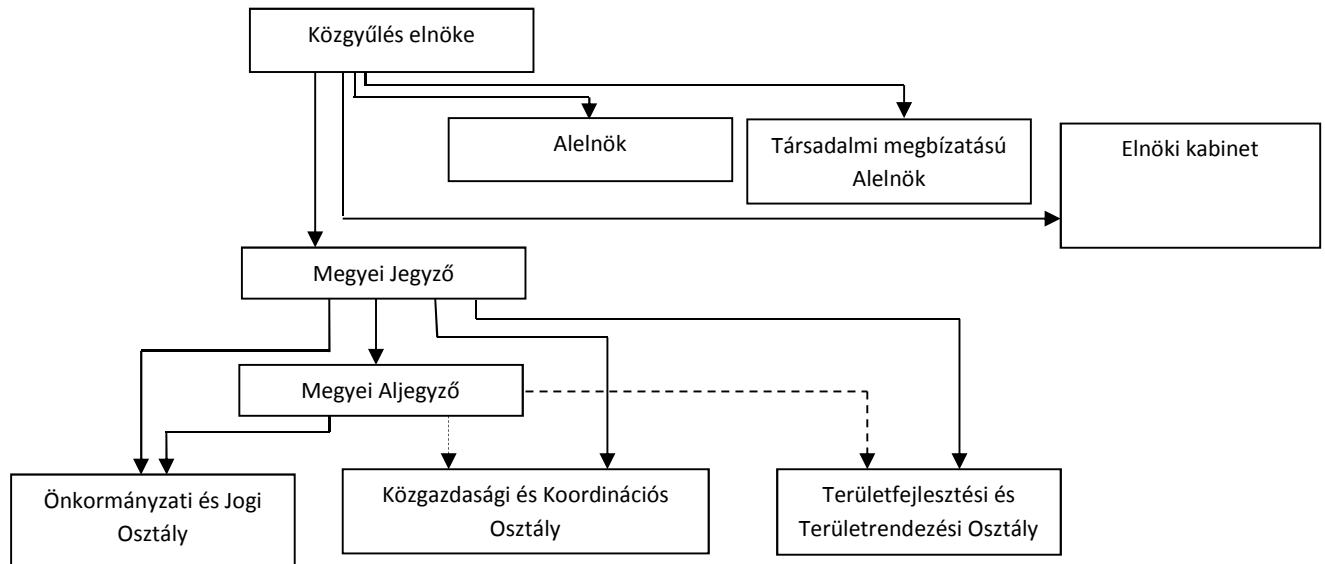 Közgyűlés elnöke
Alelnök
Társadalmi megbízatású
Alelnök
Elnöki kabinet
Megyei Jegyző
Megyei Aljegyző
Önkormányzati és Jogi
Osztály
Közgazdasági és Koordinációs
Osztály
Területfejlesztési és
Területrendezési Osztály